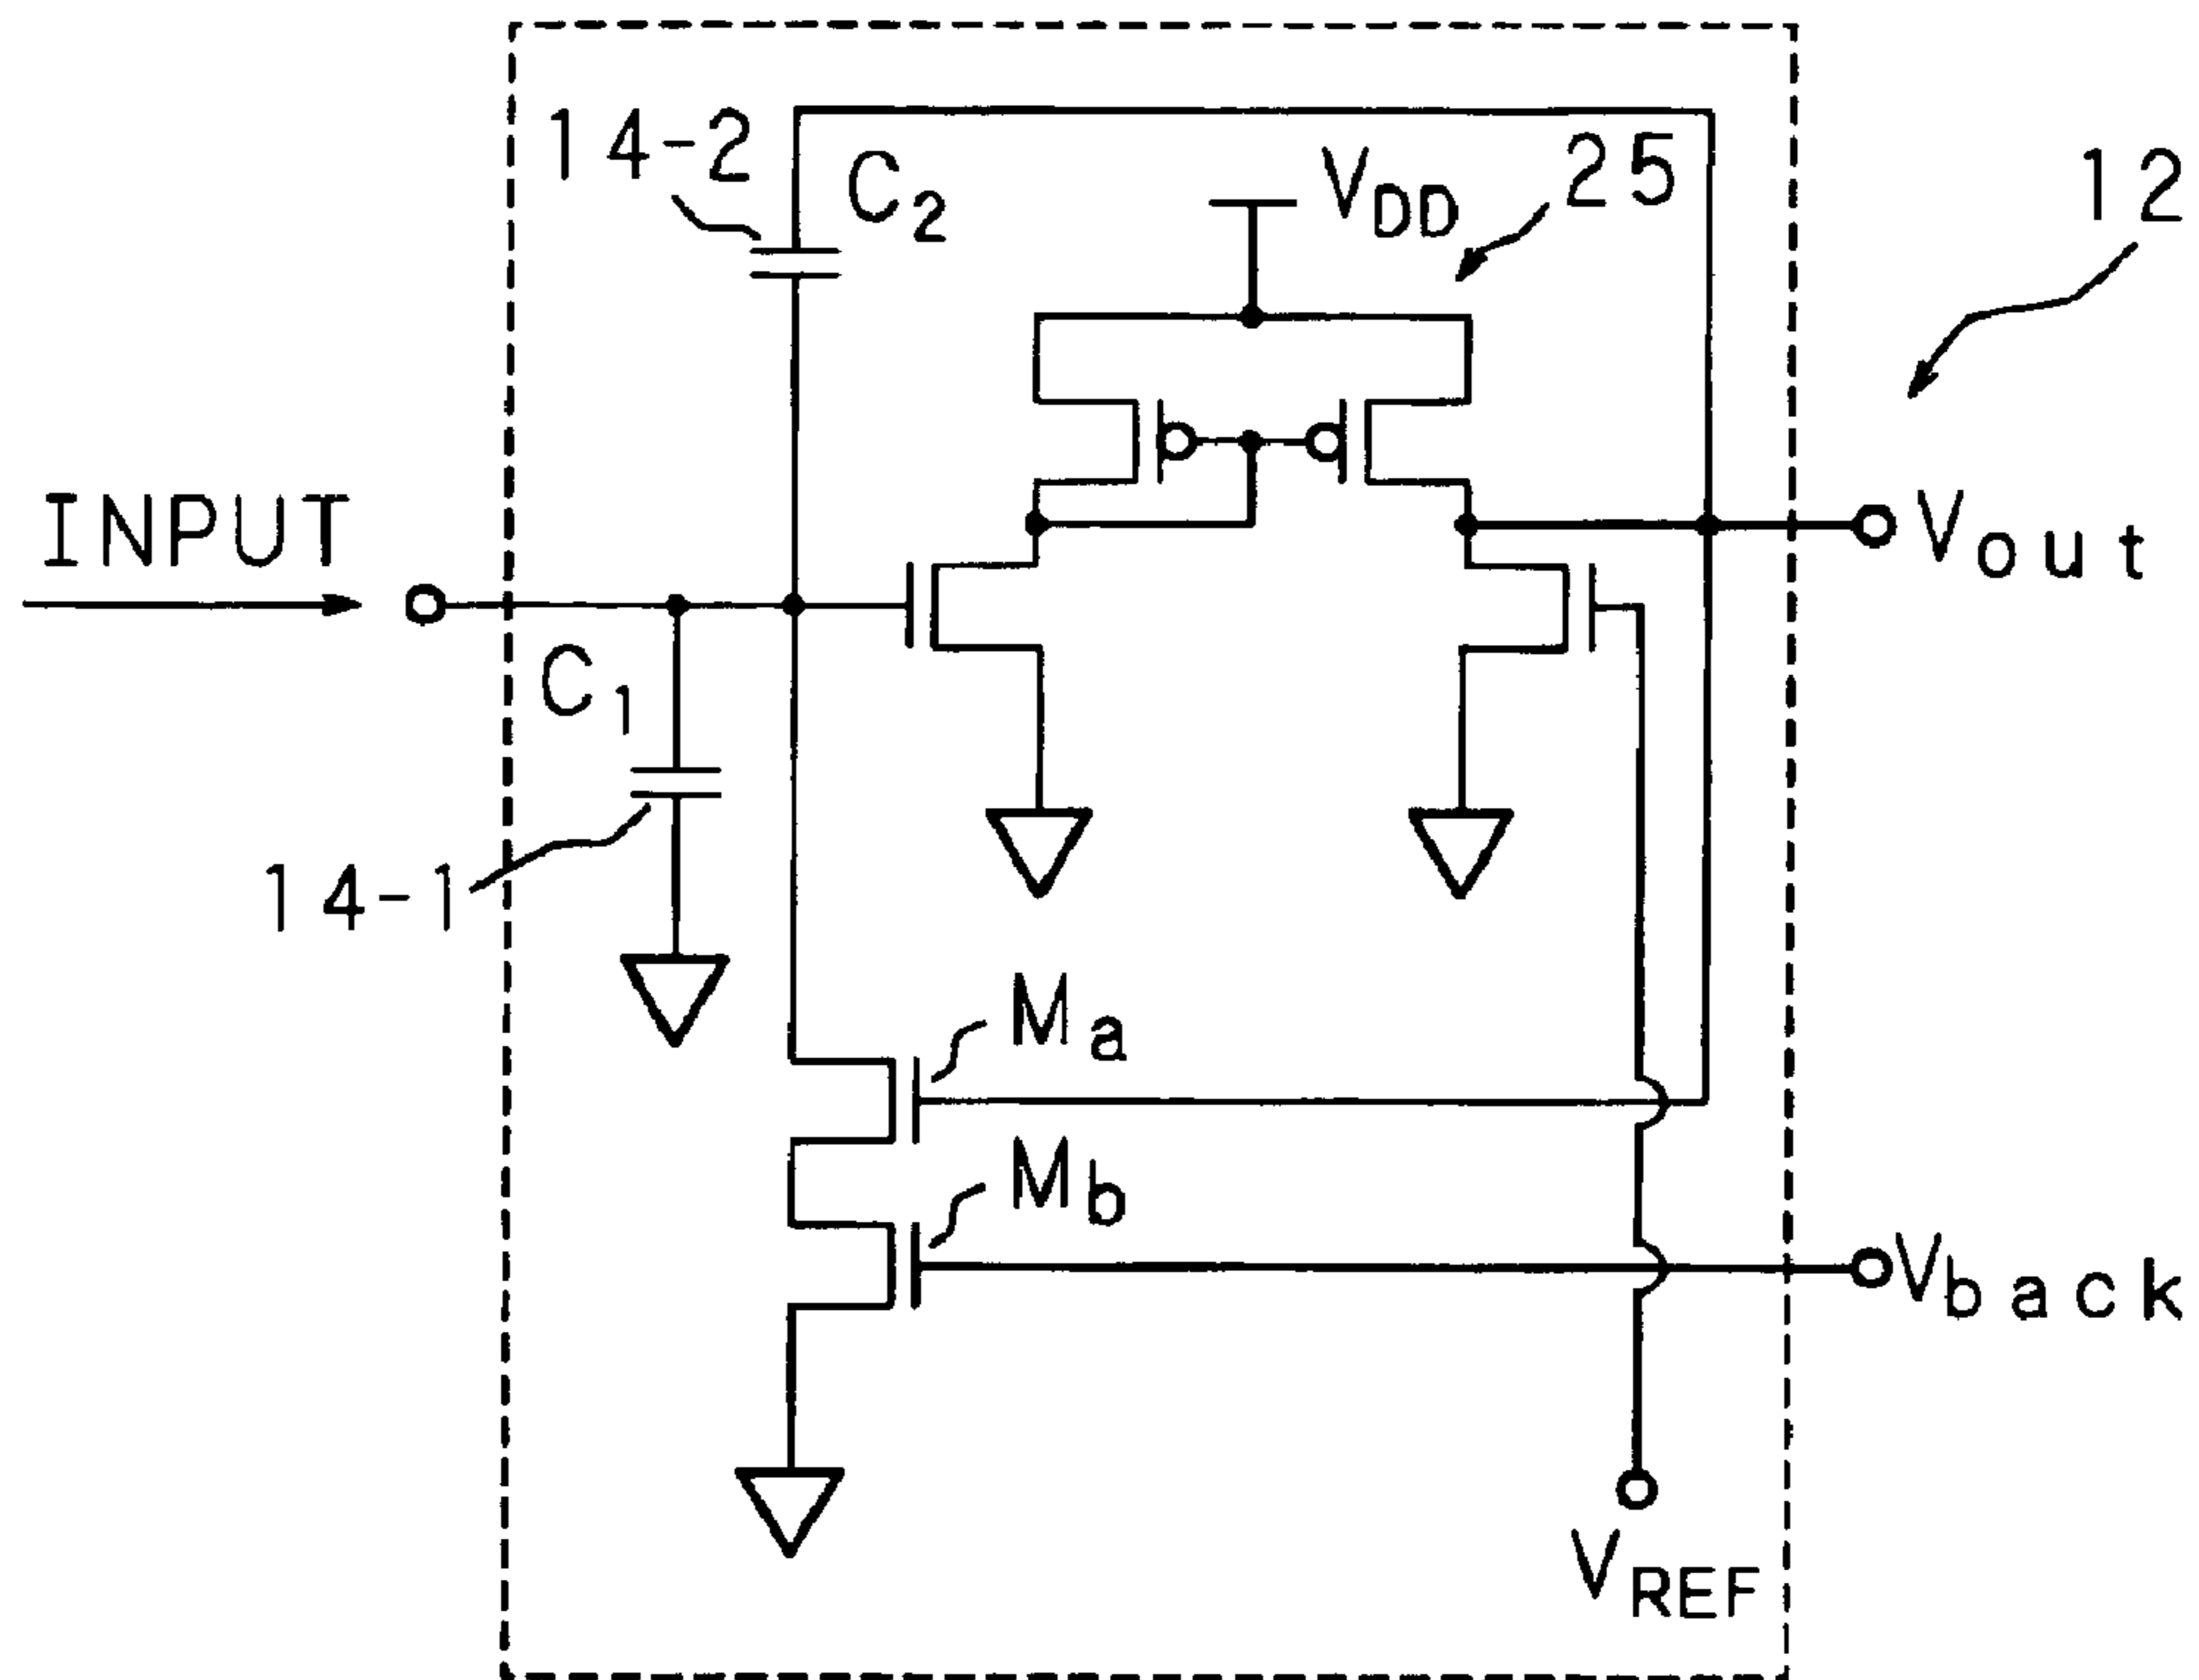 14-2
C2
VDD
25
12
INPUT
Vout
C1
14-1
Ma
Mb
Vback
VREF